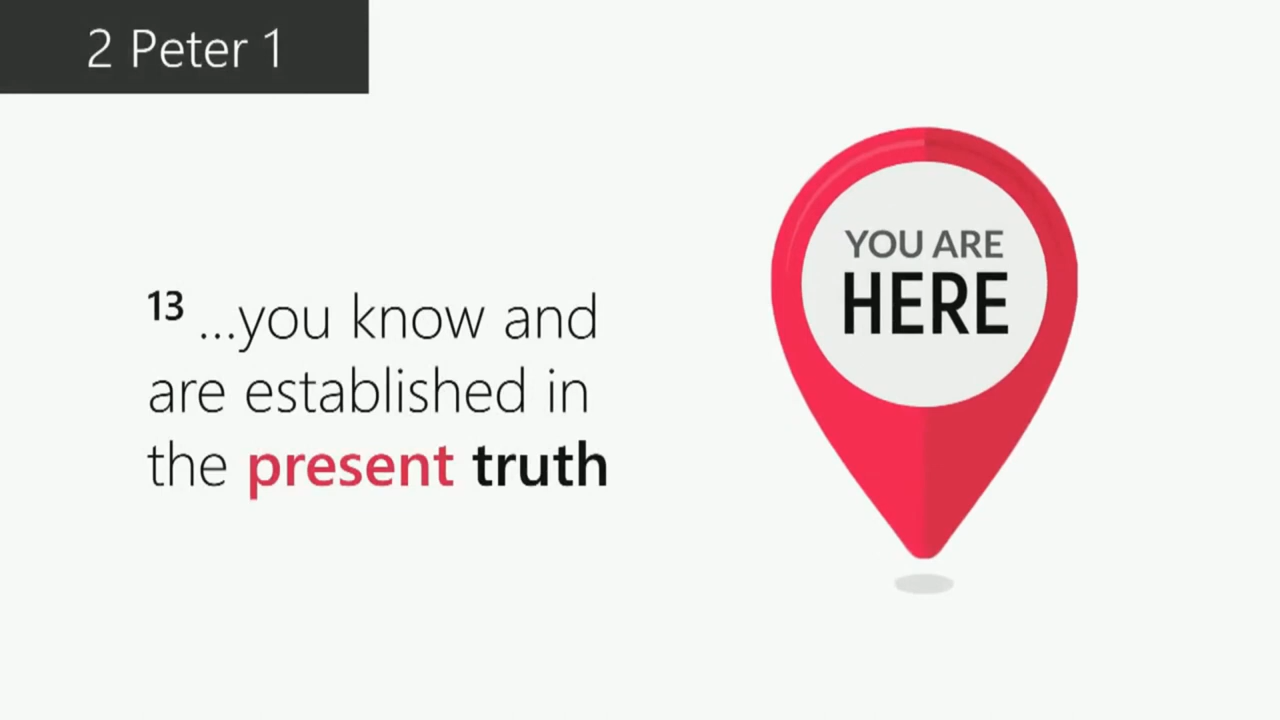 2 Peter 1
13 ...you know and
are established in
the present truth
YOU ARE
HERE